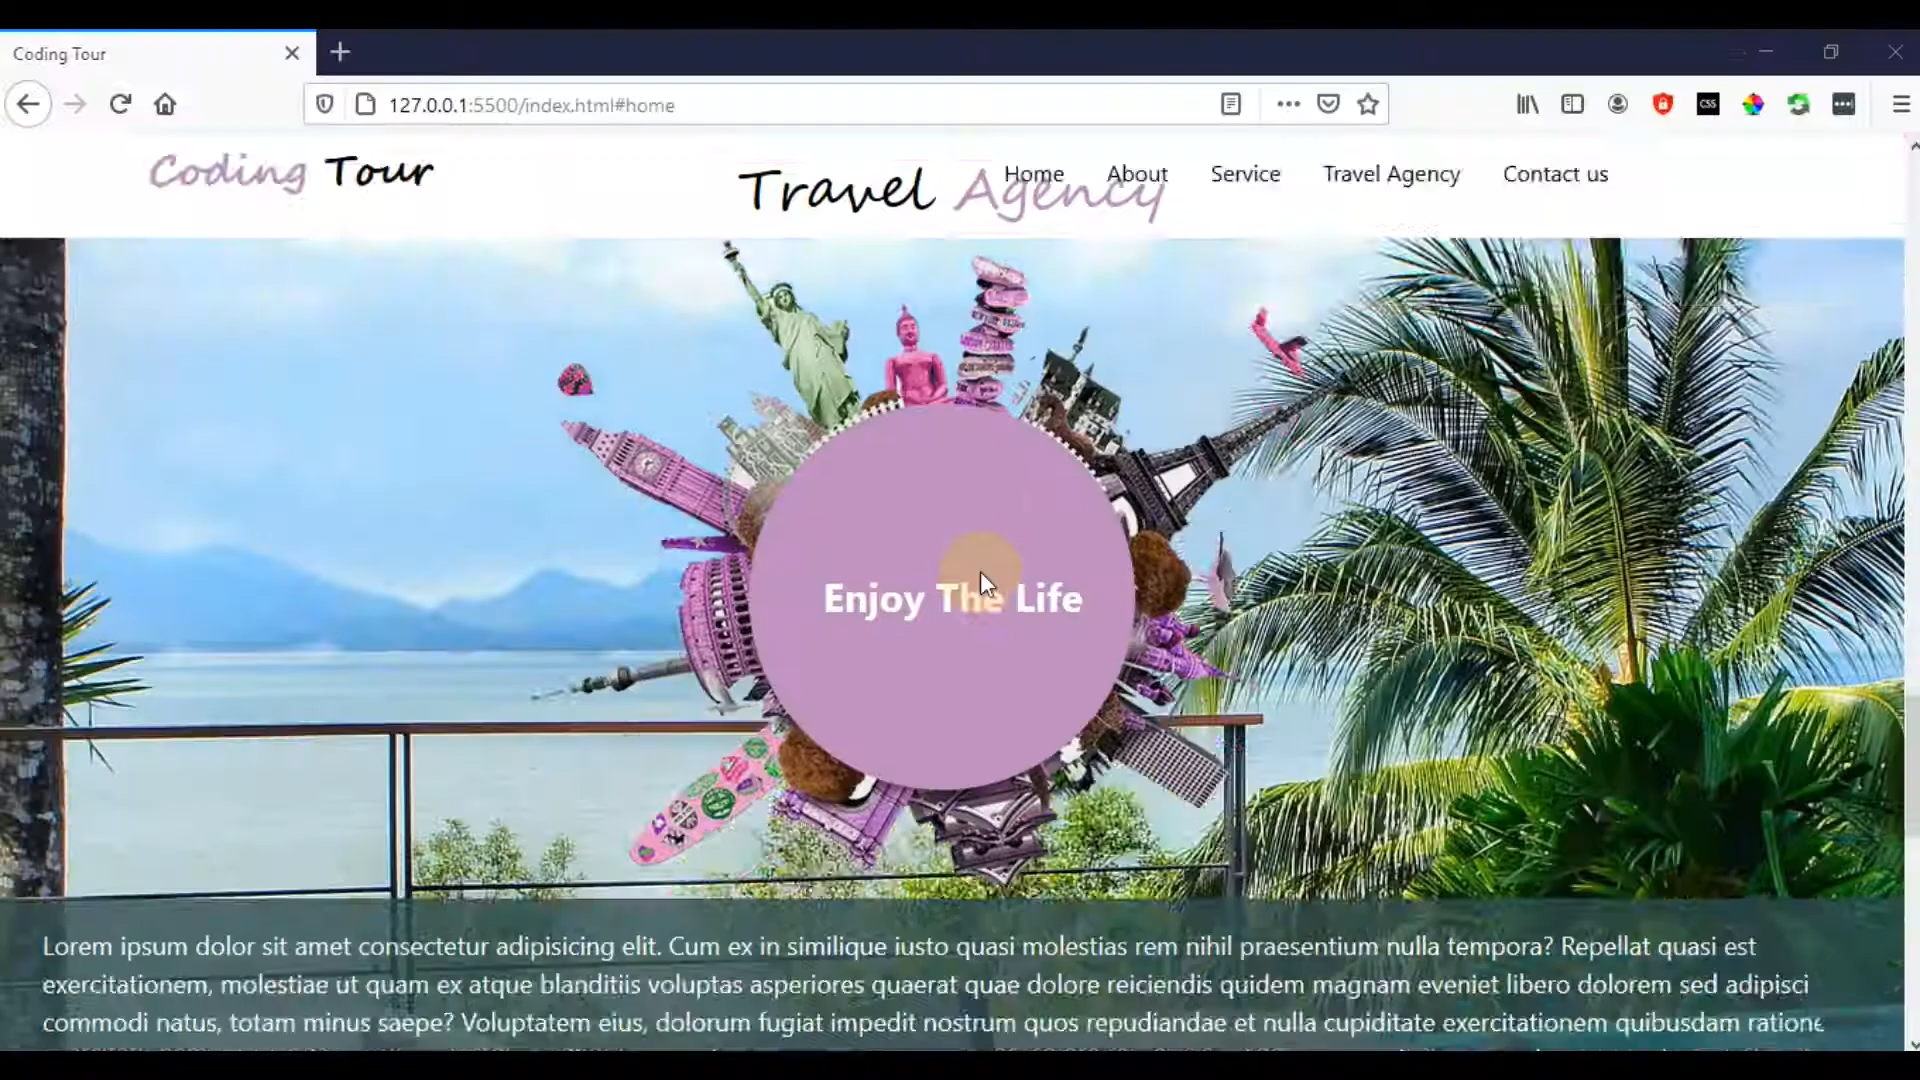 Coding Tour
127.0.0.1:5500/index.html#home
CSS
Coding Tour
Travel Agency
Home About Service Travel Agency Contact us
Enjoy The Life
Lorem ipsum dolor sit amet consectetur adipisicing elit. Cum ex in similique iusto quasi molestias rem nihil praesentium nulla tempora? Repellat quasi est
exercitationem, molestiae ut quam ex atque blanditiis voluptas asperiores quaerat quae dolore reiciendis quidem magnam eveniet libero dolorem sed adipisci
commodi natus, totam minus saepe? Voluptatem eius, dolorum fugiat impedit nostrum quos repudiandae et nulla cupiditate exercitationem quibusdam ratione